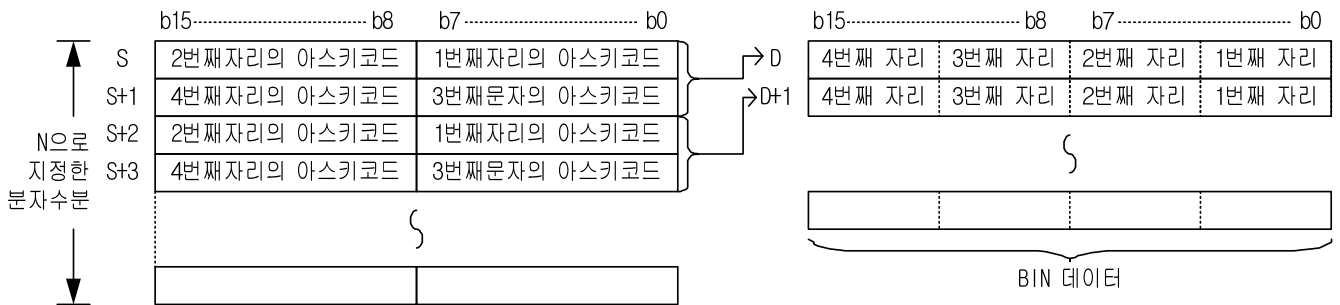 b15 b8 b7 b0 b15 b8 b7 b0
S 2번째자리의 아스키코드 1번째자리의 아스키코드 D 4번째 자리 3번째 자리 2번째 자리 1번째 자리
S+1 4번째자리의 아스키코드 3번째문자의 아스키코드 D+1 4번째 자리 3번째 자리 2번째 자리 1번째 자리
S+2 2번째자리의 아스키코드 1번째자리의 아스키코드
S+3 4번째자리의 아스키코드 3번째문자의 아스키코드
N으로
지정한
문자수분
BIN 데이터